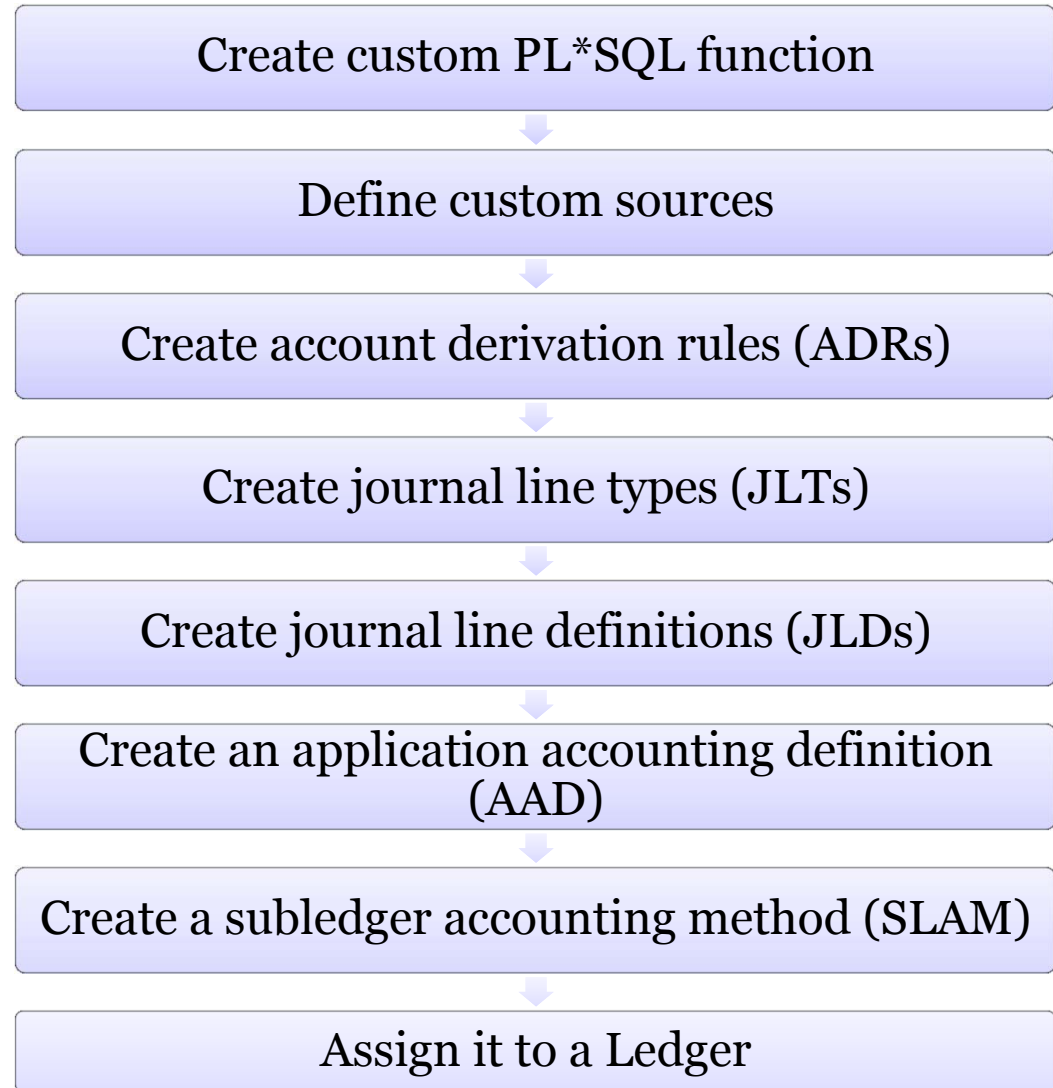 Create custom PL*SQL function
Define custom sources
Create account derivation rules (ADRs)
Create journal line types (JLTs)
Create journal line definitions (JLDs)
Create an application accounting definition
(AAD)
Create a subledger accounting method (SLAM)
Assign it to a Ledger